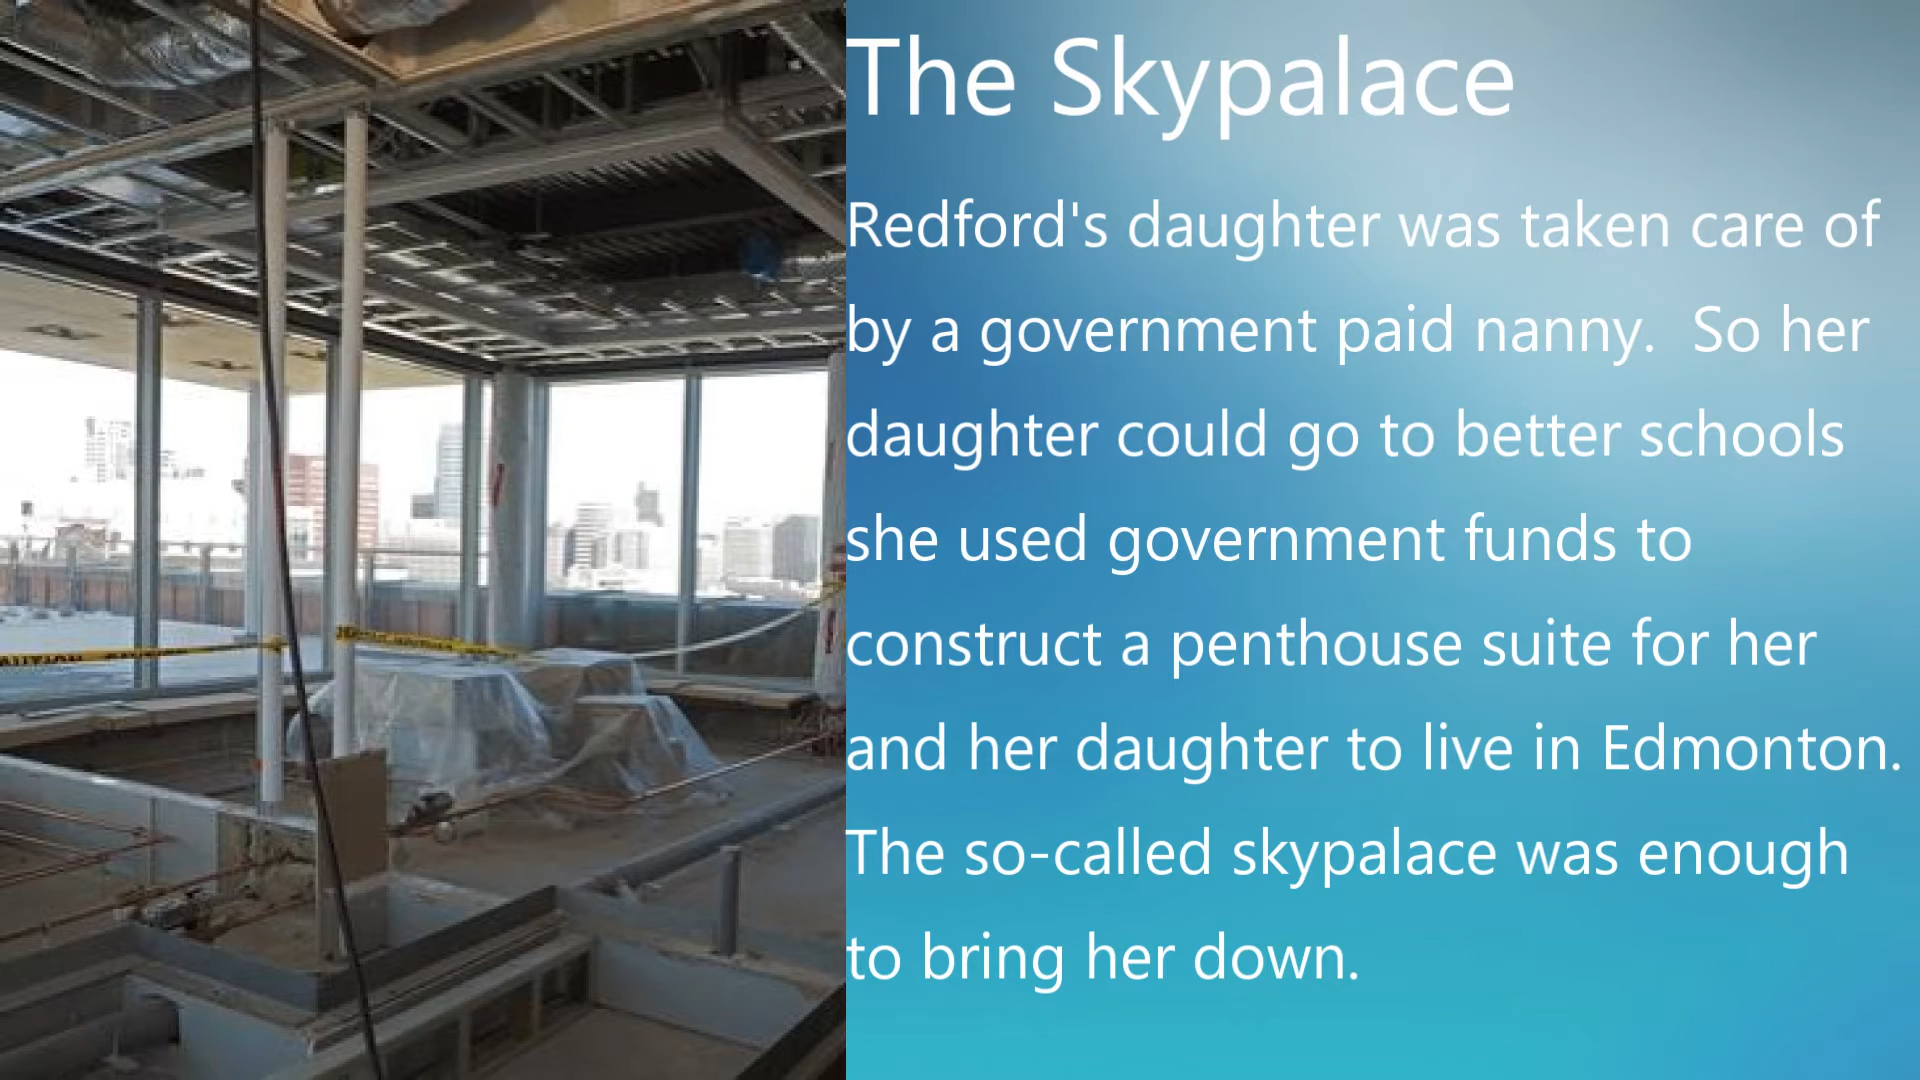 The Skypalace
Redford's daughter was taken care of
by a government paid nanny.  So her
daughter could go to better schools
she used government funds to
construct a penthouse suite for her
and her daughter to live in Edmonton.
The so-called skypalace was enough
to bring her down.